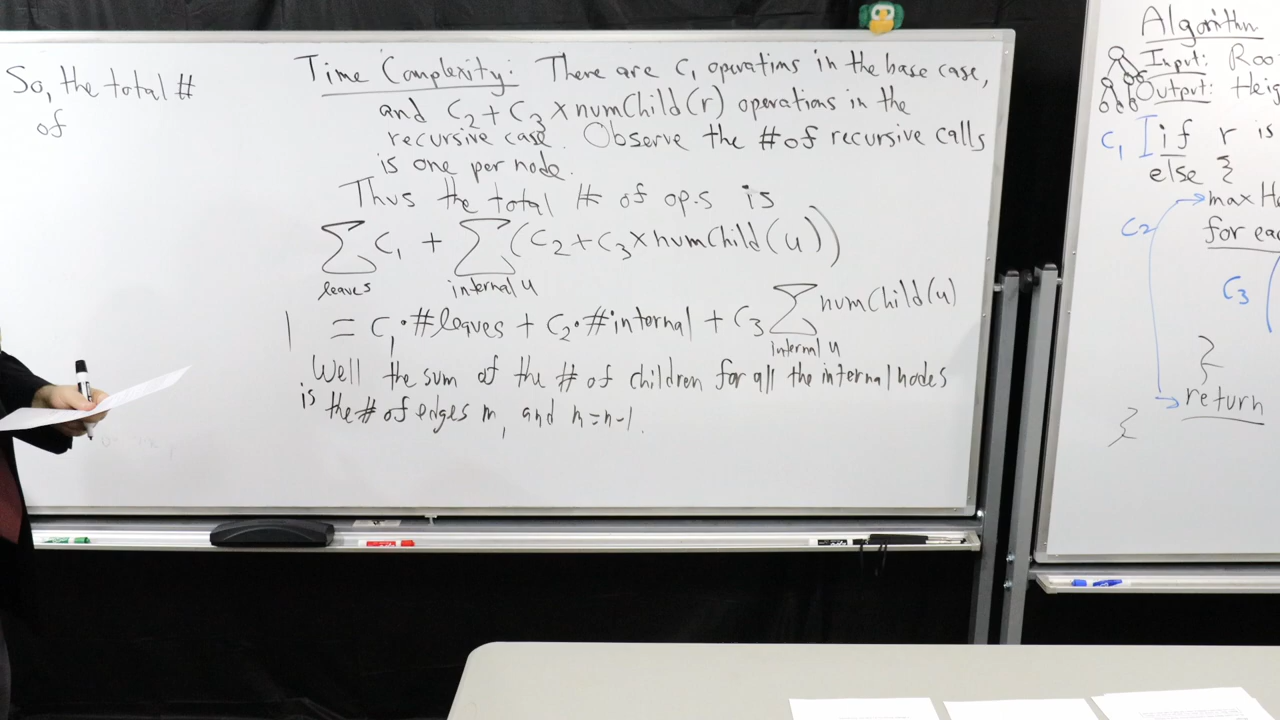 So, the total #
of
Time Complexity: There are c₁ operations in the base case,
and c₂ + c₃ × numChild(r) operations in the
recursive case. Observe the # of recursive calls
is one per node.
Thus the total # of op.s is
∑ c₁ + ∑ (c₂ + c₃ × numChild(u))
leaves internal u
| = c₁ · #leaves + c₂ · #internal + c₃ ∑ numChild(u)
internal u
Well the sum of the # of children for all the internal nodes
is the # of edges m, and n = n-1.
Algorithm
Input: Roo
Output: Heig
c₁ [ if r is
else {
max He
c₂
for eac
c₃
}
return
}